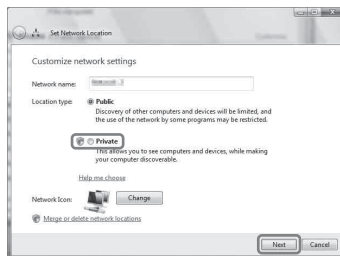 Set Network Location
Customize network settings
Network name:
Location type:
Public
Discovery of other computers and devices will be limited, and
the use of the network by some programs may be restricted.
Private
This allows you to see computers and devices, while making
your computer discoverable.
Help me choose
Network Icon:
Change
Merge or delete network locations
Next
Cancel